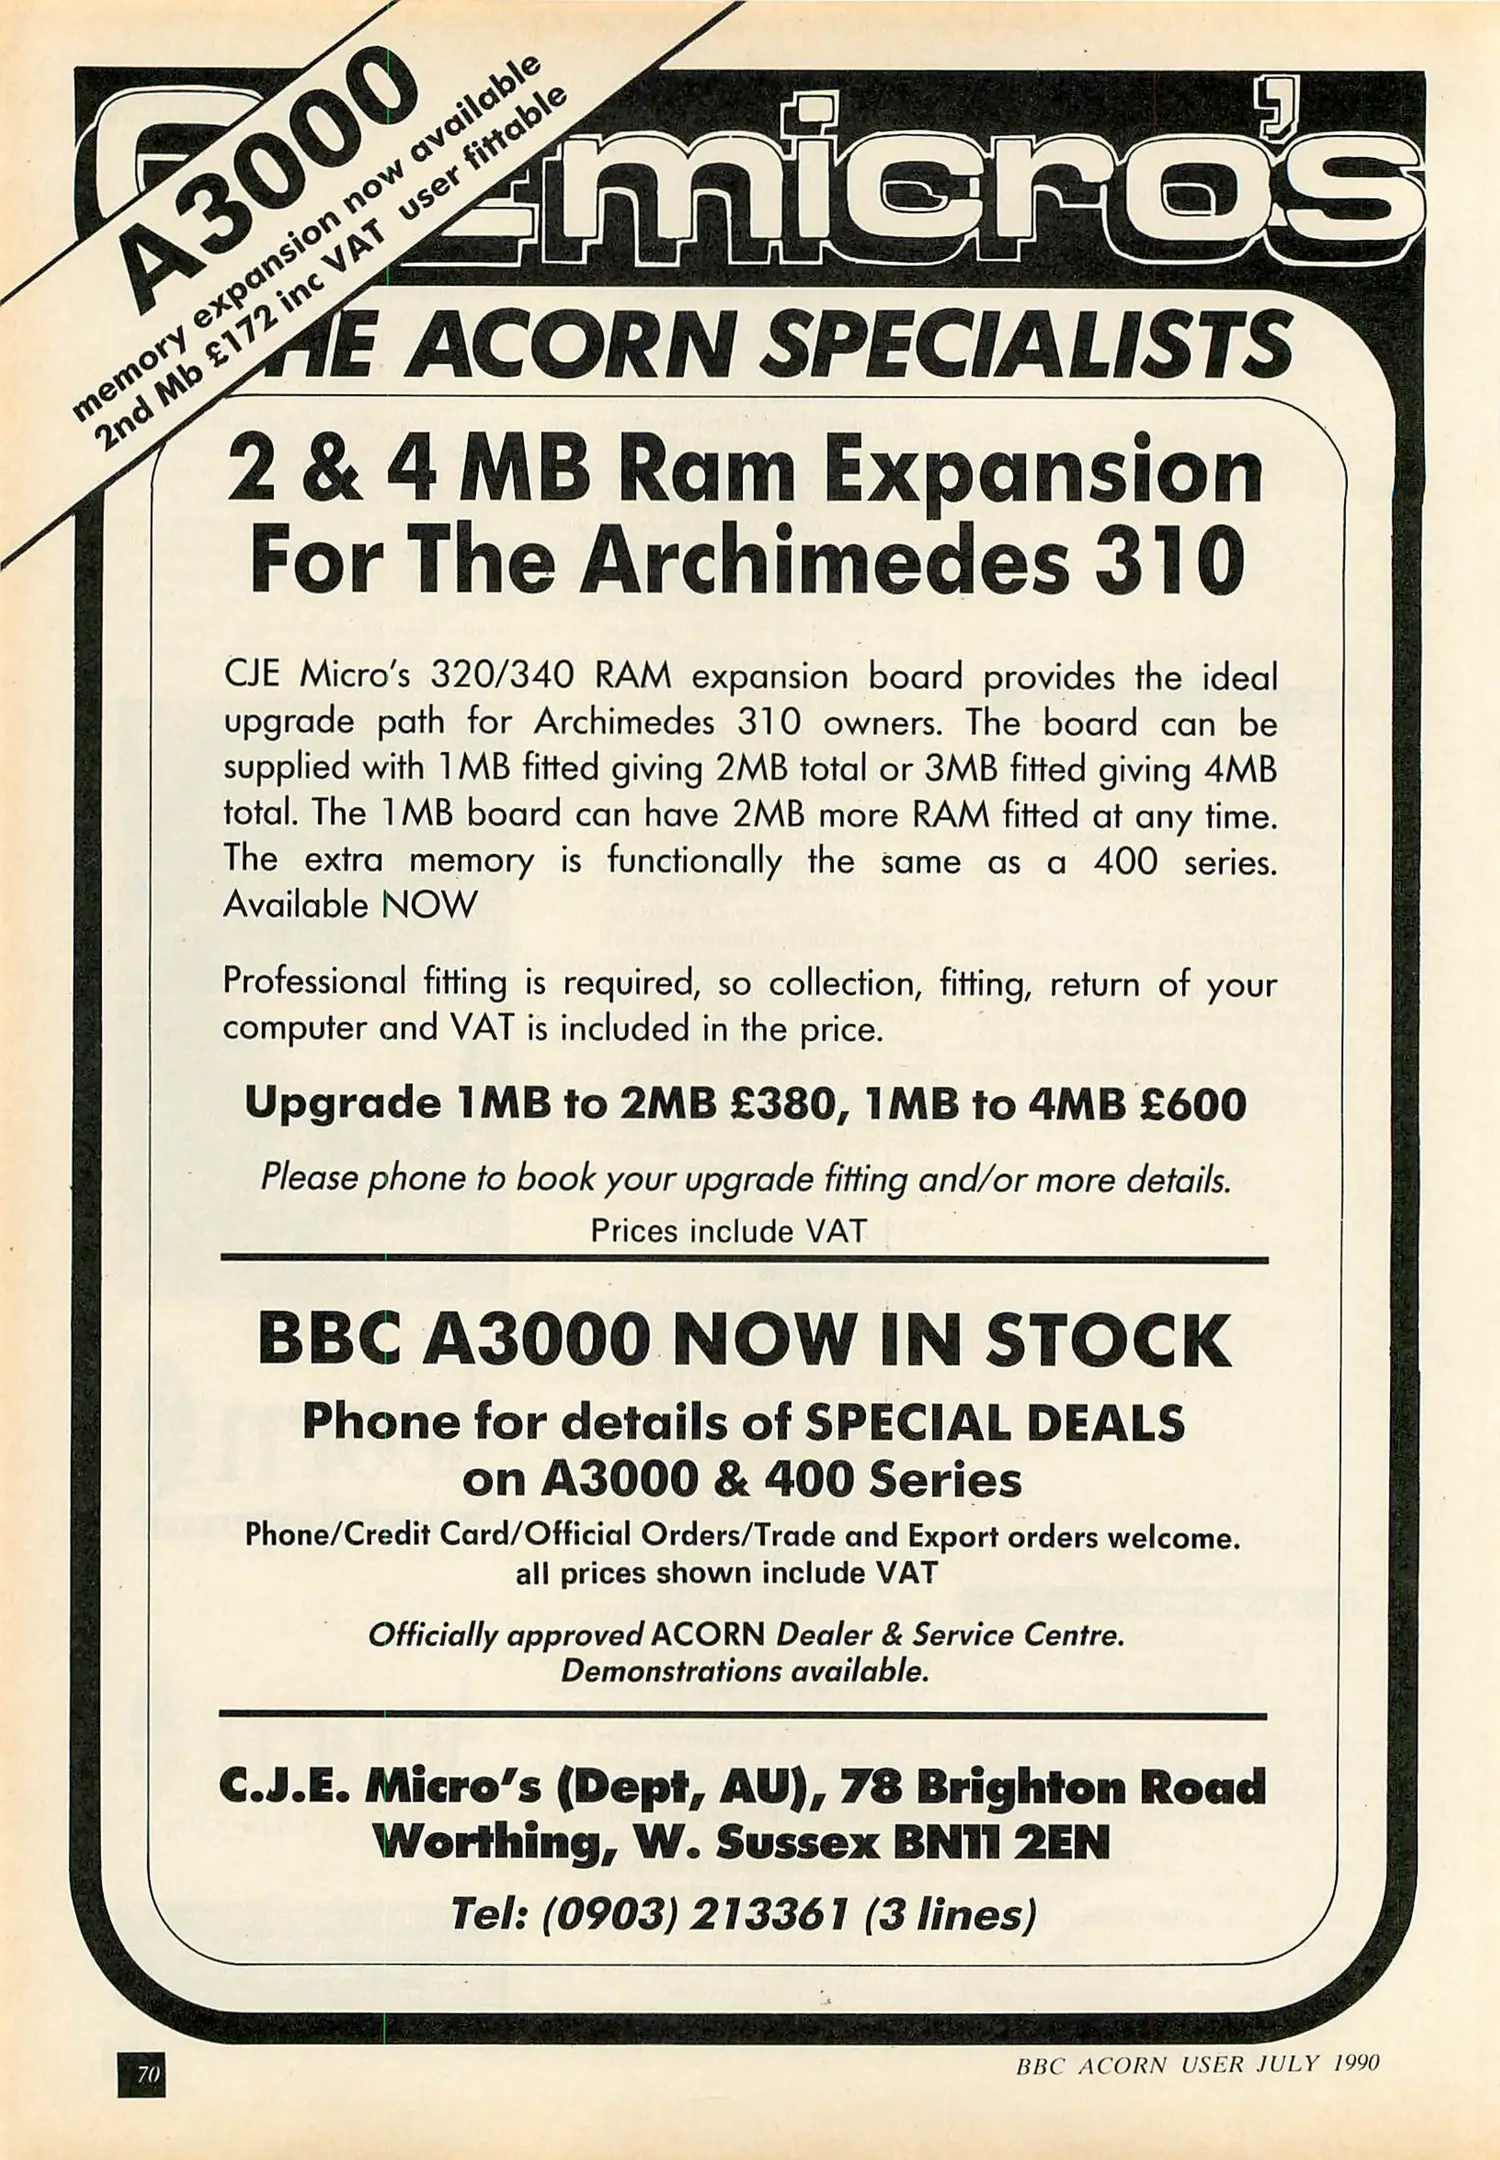 A3000
memory expansion now available
2nd Mb £172 inc VAT user fittable
micro's
THE ACORN SPECIALISTS
2 & 4 MB Ram Expansion
For The Archimedes 310
CJE Micro's 320/340 RAM expansion board provides the ideal
upgrade path for Archimedes 310 owners. The board can be
supplied with 1MB fitted giving 2MB total or 3MB fitted giving 4MB
total. The 1MB board can have 2MB more RAM fitted at any time.
The extra memory is functionally the same as a 400 series.
Available NOW
Professional fitting is required, so collection, fitting, return of your
computer and VAT is included in the price.
Upgrade 1MB to 2MB £380, 1MB to 4MB £600
Please phone to book your upgrade fitting and/or more details.
Prices include VAT
BBC A3000 NOW IN STOCK
Phone for details of SPECIAL DEALS
on A3000 & 400 Series
Phone/Credit Card/Official Orders/Trade and Export orders welcome.
all prices shown include VAT
Officially approved ACORN Dealer & Service Centre.
Demonstrations available.
C.J.E. Micro's (Dept, AU), 78 Brighton Road
Worthing, W. Sussex BN11 2EN
Tel: (0903) 213361 (3 lines)
70
BBC ACORN USER JULY 1990